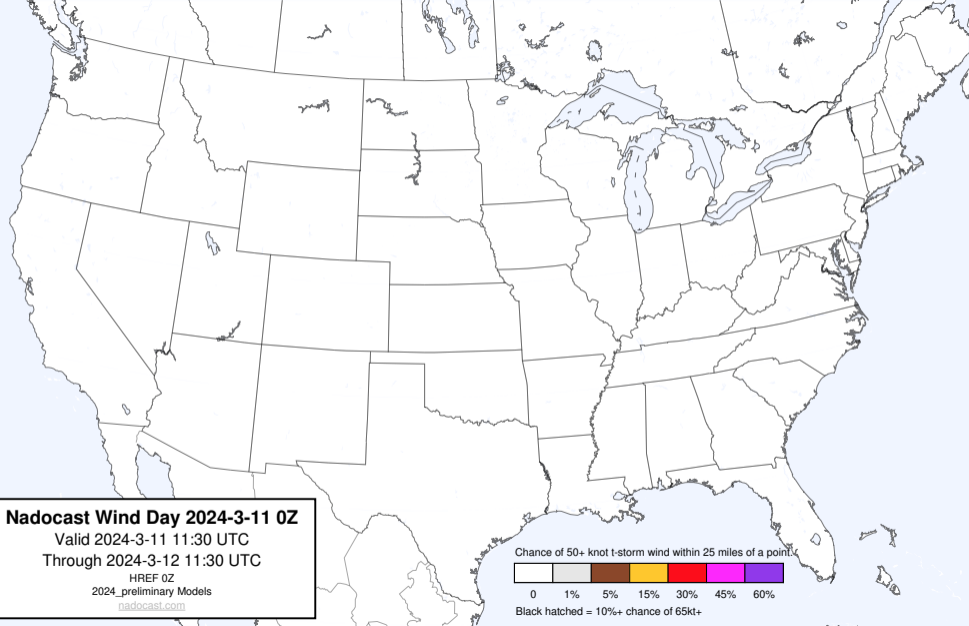 Nadocast Wind Day 2024-3-11 0Z
Valid 2024-3-11 11:30 UTC
Through 2024-3-12 11:30 UTC
HREF 0Z
2024_preliminary Models
nadocast.com
Chance of 50+ knot t-storm wind within 25 miles of a point.
0 1% 5% 15% 30% 45% 60%
Black hatched = 10%+ chance of 65kt+